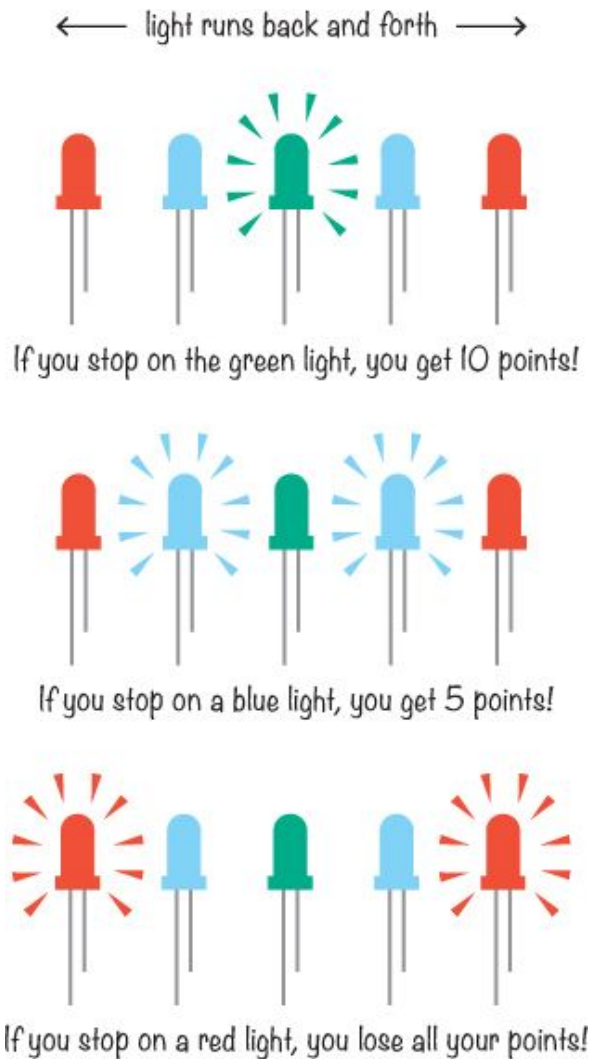 light runs back and forth
If you stop on the green light, you get 10 points!
If you stop on a blue light, you get 5 points!
If you stop on a red light, you lose all your points!